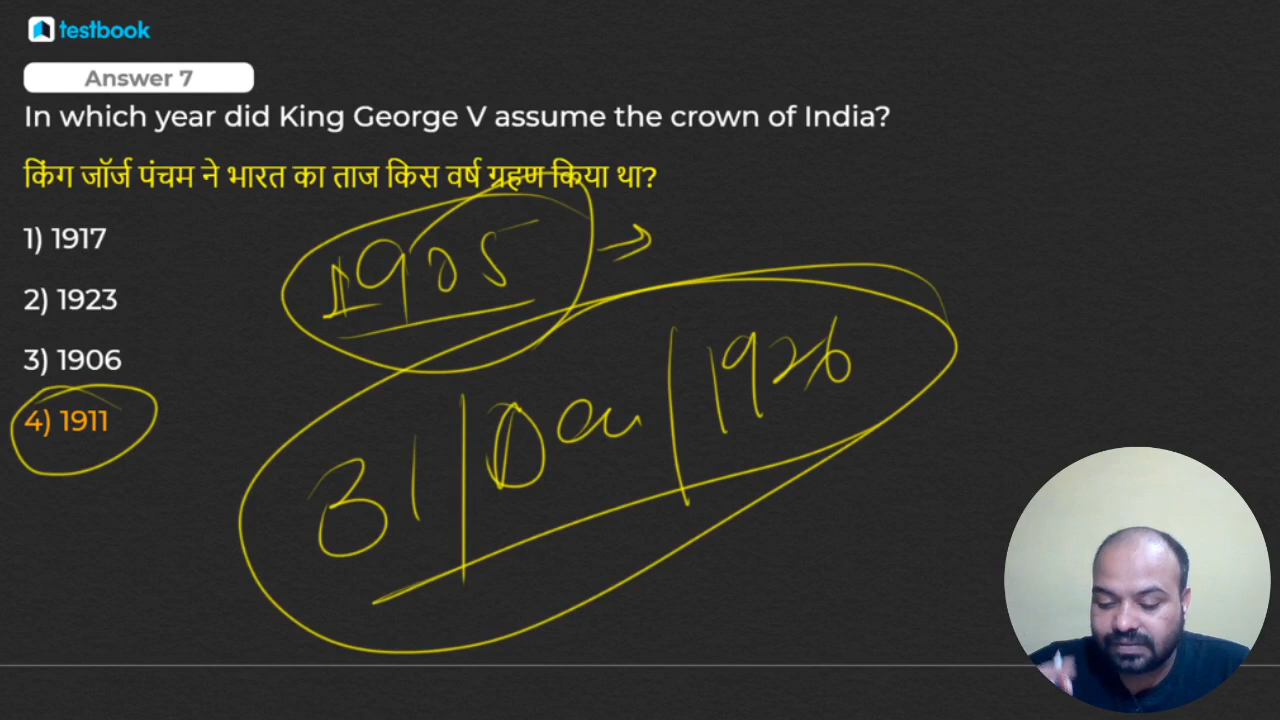 testbook
Answer 7
In which year did King George V assume the crown of India?
किंग जॉर्ज पंचम ने भारत का ताज किस वर्ष ग्रहण किया था?
1) 1917
1905
2) 1923
3) 1906
4) 1911
31 | Dec | 1926